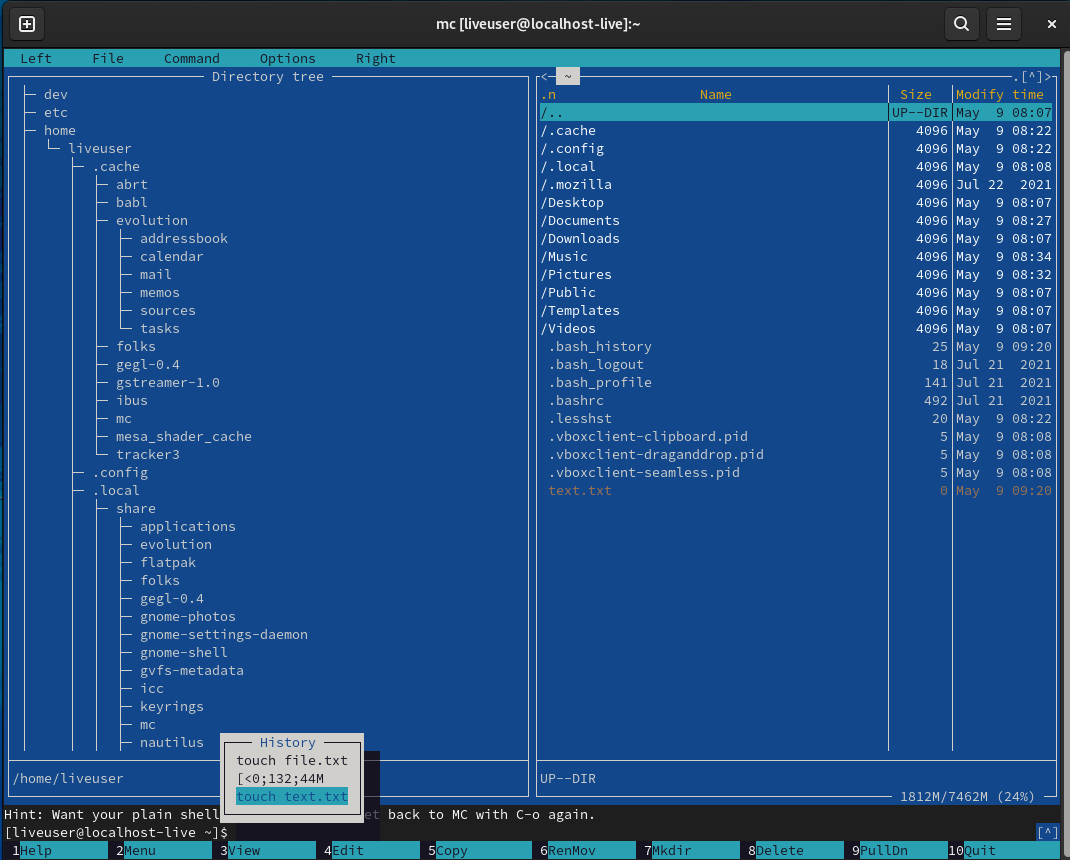 mc [liveuser@localhost-live]:~
Left File Command Options Right
Directory tree
dev
etc
home
liveuser
.cache
abrt
babl
evolution
addressbook
calendar
mail
memos
sources
tasks
folks
gegl-0.4
gstreamer-1.0
ibus
mc
mesa_shader_cache
tracker3
.config
.local
share
applications
evolution
flatpak
folks
gegl-0.4
gnome-photos
gnome-settings-daemon
gnome-shell
gvfs-metadata
icc
keyrings
mc
nautilus
/home/liveuser
<─ ~ .[^]>
.n Name Size Modify time
/.. UP--DIR May 9 08:07
/.cache 4096 May 9 08:22
/.config 4096 May 9 08:22
/.local 4096 May 9 08:08
/.mozilla 4096 Jul 22 2021
/Desktop 4096 May 9 08:07
/Documents 4096 May 9 08:27
/Downloads 4096 May 9 08:07
/Music 4096 May 9 08:34
/Pictures 4096 May 9 08:32
/Public 4096 May 9 08:07
/Templates 4096 May 9 08:07
/Videos 4096 May 9 08:07
.bash_history 25 May 9 09:20
.bash_logout 18 Jul 21 2021
.bash_profile 141 Jul 21 2021
.bashrc 492 Jul 21 2021
.lesshst 20 May 9 08:22
.vboxclient-clipboard.pid 5 May 9 08:08
.vboxclient-draganddrop.pid 5 May 9 08:08
.vboxclient-seamless.pid 5 May 9 08:08
text.txt 0 May 9 09:20
UP--DIR
1812M/7462M (24%)
History
touch file.txt
[<0;132;44M
touch text.txt
Hint: Want your plain shell et back to MC with C-o again.
[liveuser@localhost-live ~]$ [^]
1Help 2Menu 3View 4Edit 5Copy 6RenMov 7Mkdir 8Delete 9PullDn 10Quit